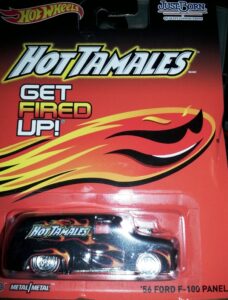 Hot Wheels
Just Born
Hot Tamales
GET
FIRED
UP!
Hot Tamales
METAL/METAL
'56 FORD F-100 PANEL